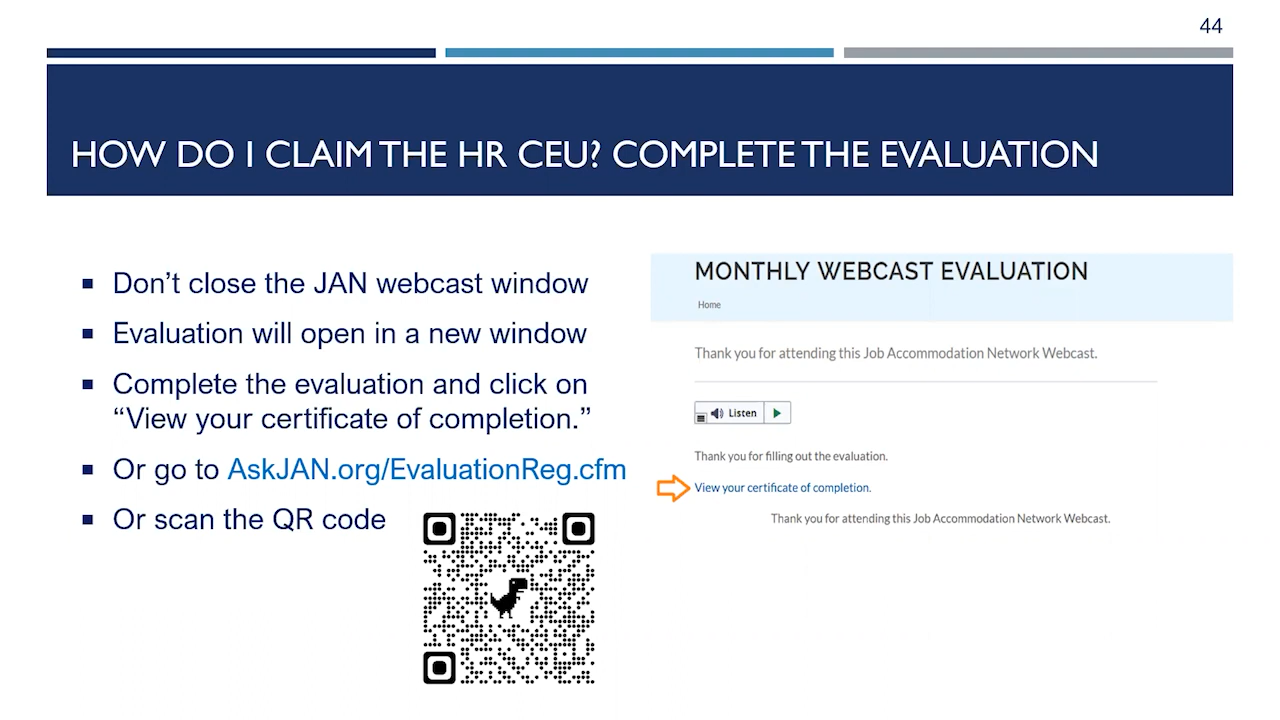 44
HOW DO I CLAIM THE HR CEU? COMPLETE THE EVALUATION
Don’t close the JAN webcast window
Evaluation will open in a new window
Complete the evaluation and click on
“View your certificate of completion.”
Or go to AskJAN.org/EvaluationReg.cfm
Or scan the QR code
MONTHLY WEBCAST EVALUATION
Home
Thank you for attending this Job Accommodation Network Webcast.
Listen
Thank you for filling out the evaluation.
View your certificate of completion.
Thank you for attending this Job Accommodation Network Webcast.